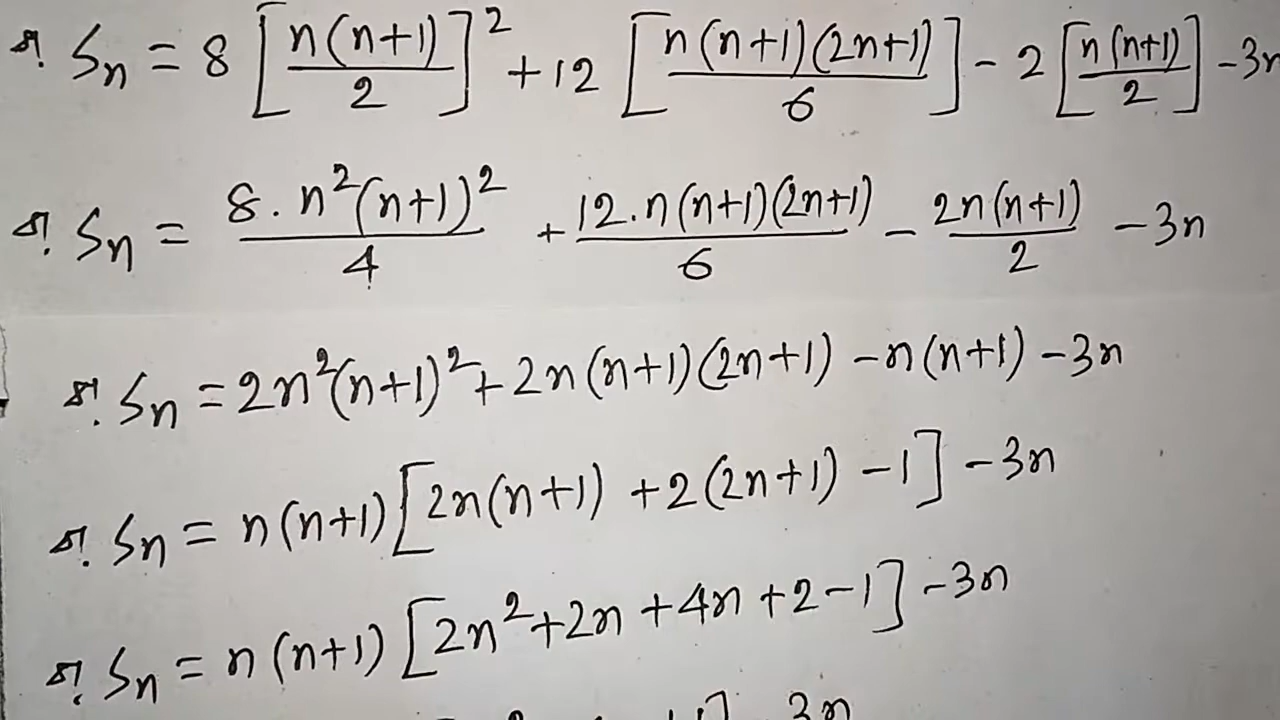 વા. Sn = 8 [n(n+1)/2]² + 12 [n(n+1)(2n+1)/6] - 2 [n(n+1)/2] - 3n
વા. Sn = 8.n²(n+1)²/4 + 12.n(n+1)(2n+1)/6 - 2n(n+1)/2 - 3n
Sn = 2n²(n+1)² + 2n(n+1)(2n+1) - n(n+1) - 3n
Sn = n(n+1)[2n(n+1) + 2(2n+1) - 1] - 3n
Sn = n(n+1)[2n² + 2n + 4n + 2 - 1] - 3n